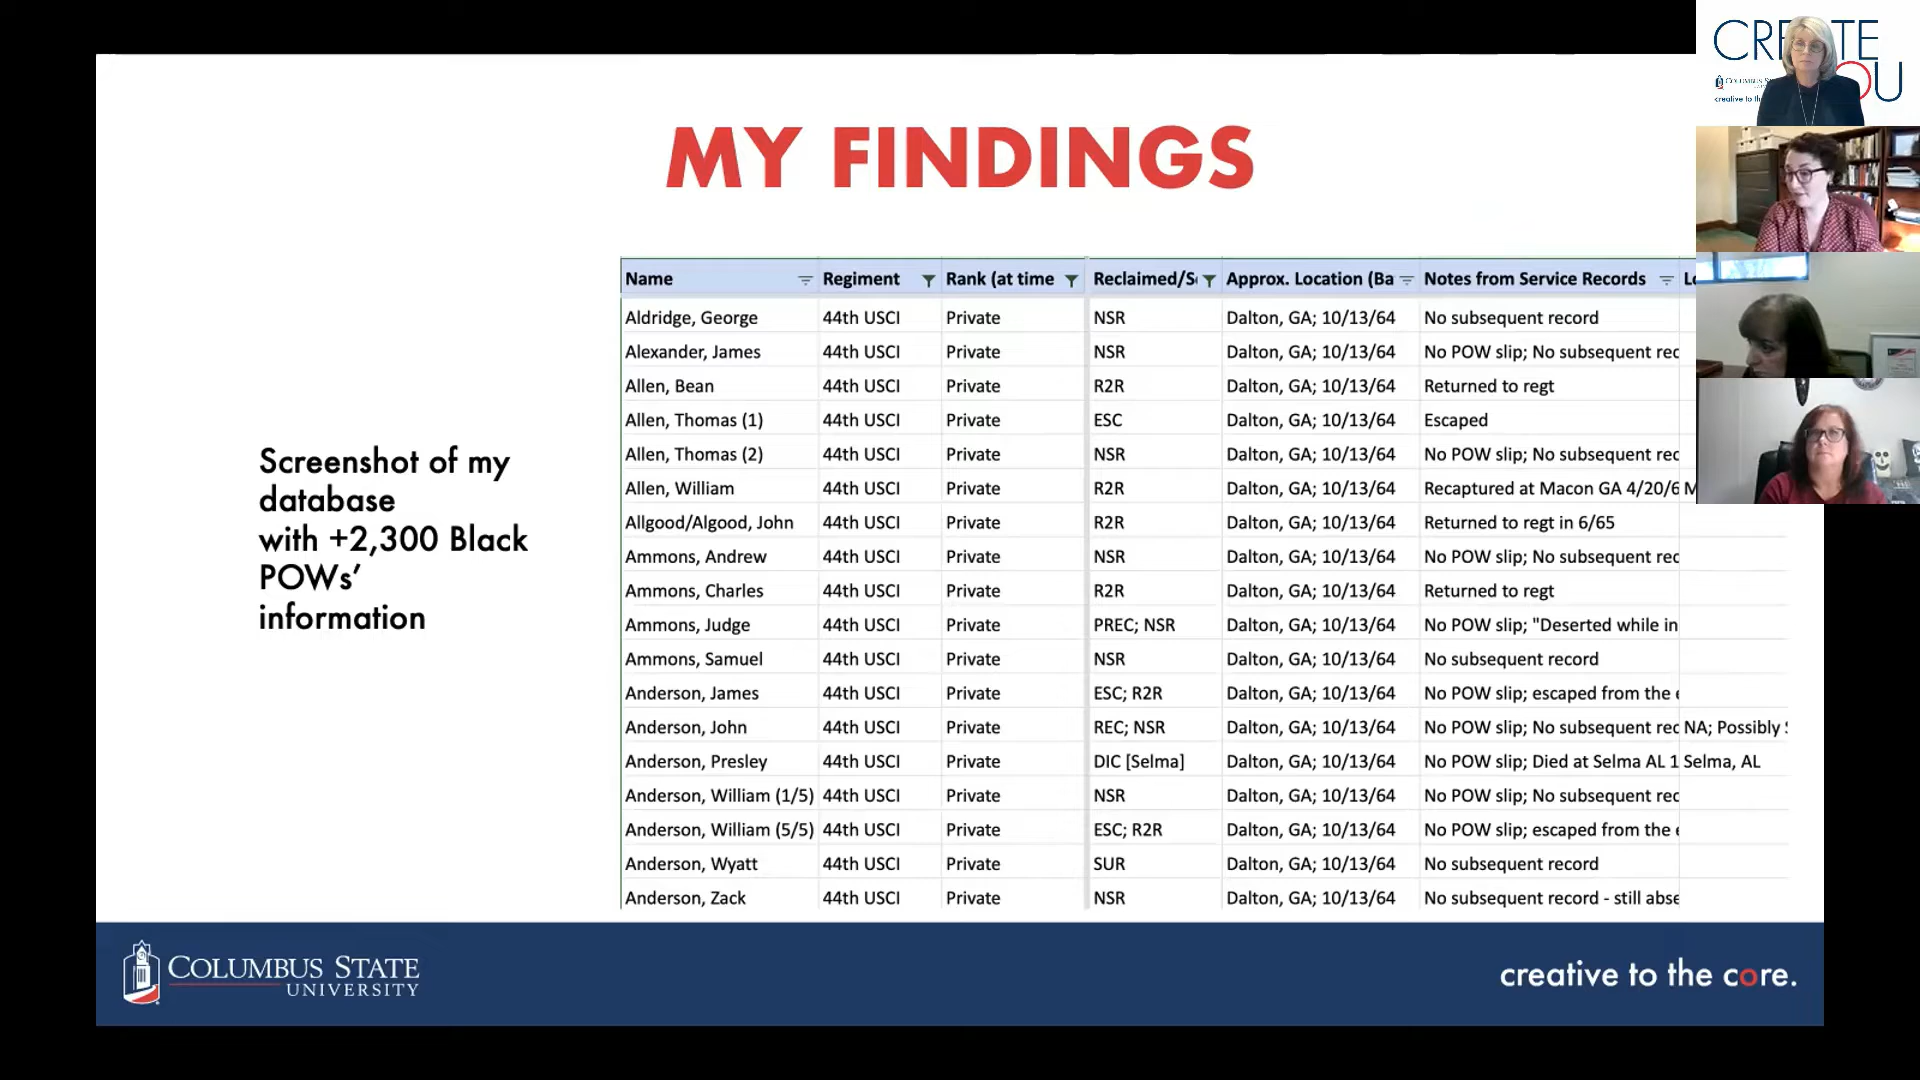 MY FINDINGS
Screenshot of my
database
with +2,300 Black
POWs’
information
Name Regiment Rank (at time Reclaimed/S Approx. Location (Ba Notes from Service Records
Aldridge, George 44th USCI Private NSR Dalton, GA; 10/13/64 No subsequent record
Alexander, James 44th USCI Private NSR Dalton, GA; 10/13/64 No POW slip; No subsequent rec
Allen, Bean 44th USCI Private R2R Dalton, GA; 10/13/64 Returned to regt
Allen, Thomas (1) 44th USCI Private ESC Dalton, GA; 10/13/64 Escaped
Allen, Thomas (2) 44th USCI Private NSR Dalton, GA; 10/13/64 No POW slip; No subsequent rec
Allen, William 44th USCI Private R2R Dalton, GA; 10/13/64 Recaptured at Macon GA 4/20/6 M
Allgood/Algood, John 44th USCI Private R2R Dalton, GA; 10/13/64 Returned to regt in 6/65
Ammons, Andrew 44th USCI Private NSR Dalton, GA; 10/13/64 No POW slip; No subsequent rec
Ammons, Charles 44th USCI Private R2R Dalton, GA; 10/13/64 Returned to regt
Ammons, Judge 44th USCI Private PREC; NSR Dalton, GA; 10/13/64 No POW slip; "Deserted while in
Ammons, Samuel 44th USCI Private NSR Dalton, GA; 10/13/64 No subsequent record
Anderson, James 44th USCI Private ESC; R2R Dalton, GA; 10/13/64 No POW slip; escaped from the e
Anderson, John 44th USCI Private REC; NSR Dalton, GA; 10/13/64 No POW slip; No subsequent rec NA; Possibly
Anderson, Presley 44th USCI Private DIC [Selma] Dalton, GA; 10/13/64 No POW slip; Died at Selma AL 1 Selma, AL
Anderson, William (1/5) 44th USCI Private NSR Dalton, GA; 10/13/64 No POW slip; No subsequent rec
Anderson, William (5/5) 44th USCI Private ESC; R2R Dalton, GA; 10/13/64 No POW slip; escaped from the e
Anderson, Wyatt 44th USCI Private SUR Dalton, GA; 10/13/64 No subsequent record
Anderson, Zack 44th USCI Private NSR Dalton, GA; 10/13/64 No subsequent record - still abse
COLUMBUS STATE
UNIVERSITY
creative to the core.